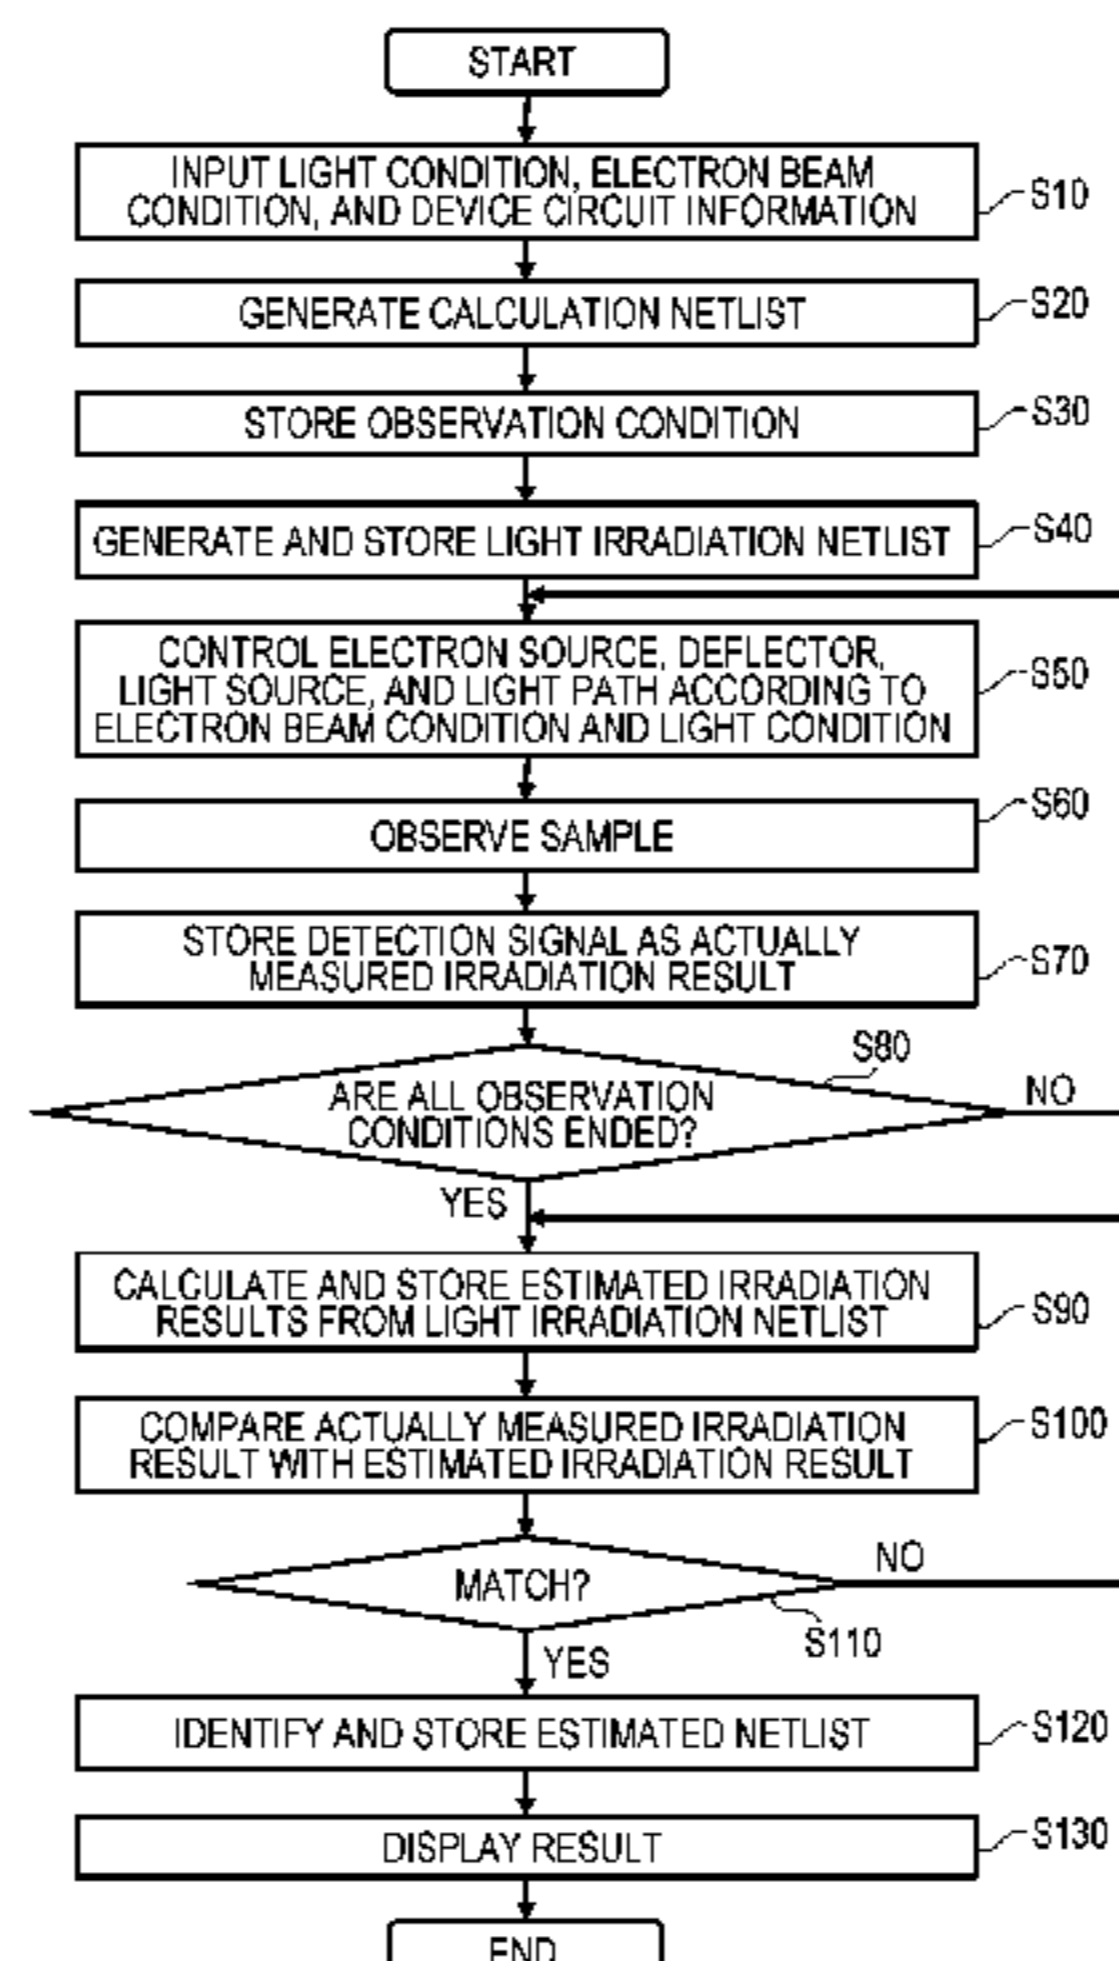 START
INPUT LIGHT CONDITION, ELECTRON BEAM
CONDITION, AND DEVICE CIRCUIT INFORMATION
S10
GENERATE CALCULATION NETLIST
S20
STORE OBSERVATION CONDITION
S30
GENERATE AND STORE LIGHT IRRADIATION NETLIST
S40
CONTROL ELECTRON SOURCE, DEFLECTOR,
LIGHT SOURCE, AND LIGHT PATH ACCORDING TO
ELECTRON BEAM CONDITION AND LIGHT CONDITION
S50
OBSERVE SAMPLE
S60
STORE DETECTION SIGNAL AS ACTUALLY
MEASURED IRRADIATION RESULT
S70
S80
ARE ALL OBSERVATION
CONDITIONS ENDED?
NO
YES
CALCULATE AND STORE ESTIMATED IRRADIATION
RESULTS FROM LIGHT IRRADIATION NETLIST
S90
COMPARE ACTUALLY MEASURED IRRADIATION
RESULT WITH ESTIMATED IRRADIATION RESULT
S100
MATCH?
NO
S110
YES
IDENTIFY AND STORE ESTIMATED NETLIST
S120
DISPLAY RESULT
S130
END